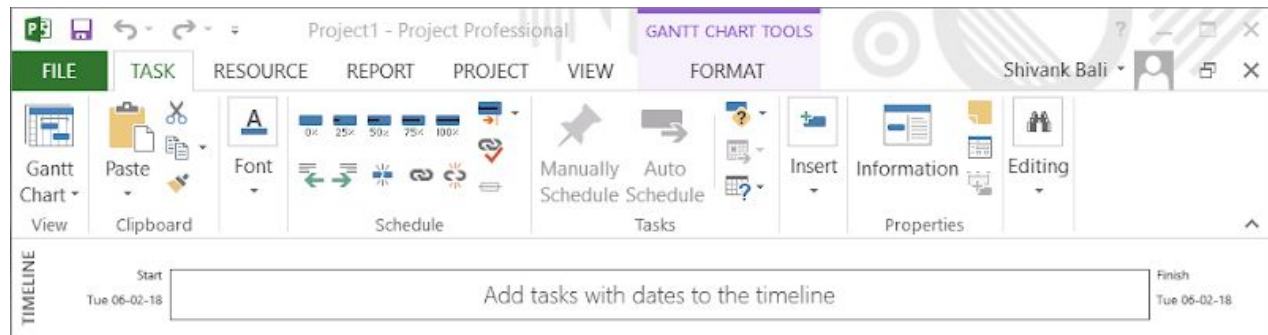 Project1 - Project Professional GANTT CHART TOOLS ?
FILE TASK RESOURCE REPORT PROJECT VIEW FORMAT Shivank Bali
0% 25% 50% 75% 100%
Gantt Chart
Paste
Font
Manually Schedule
Auto Schedule
Insert
Information
Editing
View Clipboard Schedule Tasks Properties
TIMELINE
Start
Tue 06-02-18
Add tasks with dates to the timeline
Finish
Tue 06-02-18